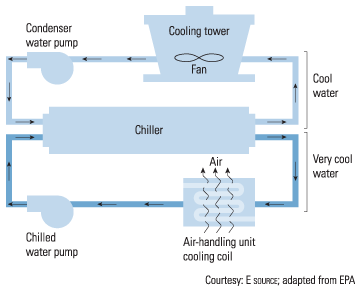 Condenser
water pump
Cooling tower
Fan
Cool
water
Chiller
Air
Very cool
water
Chilled
water pump
Air-handling unit
cooling coil
Courtesy: E SOURCE; adapted from EPA